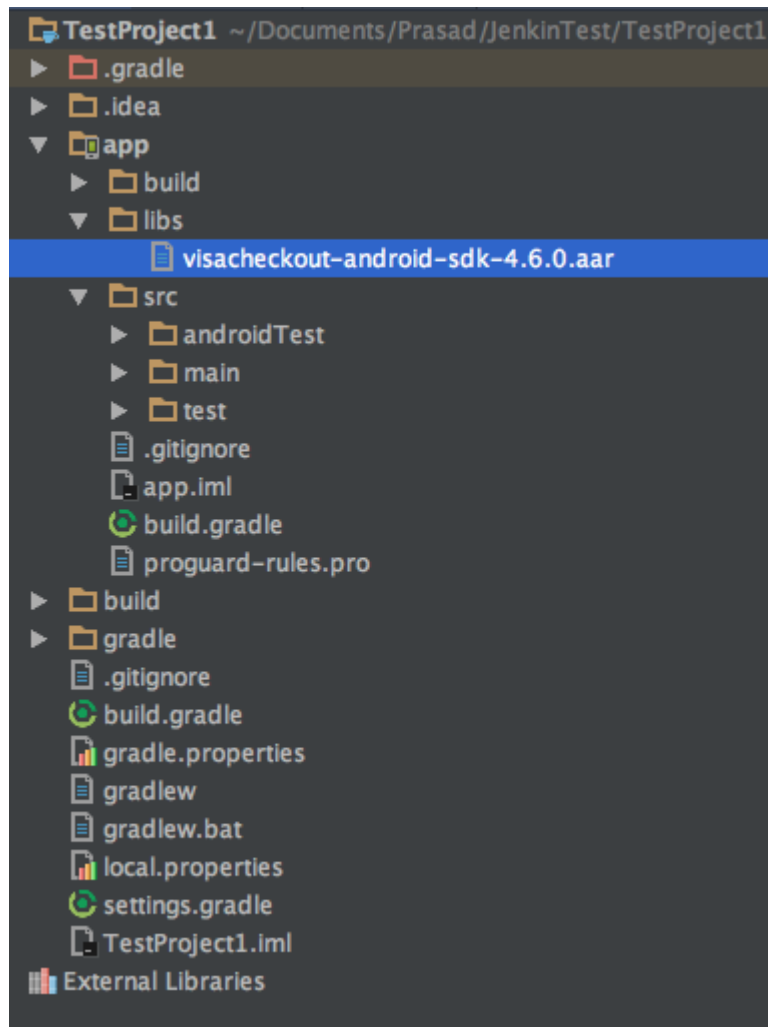 TestProject1 ~/Documents/Prasad/JenkinTest/TestProject1
.gradle
.idea
app
build
libs
visacheckout-android-sdk-4.6.0.aar
src
androidTest
main
test
.gitignore
app.iml
build.gradle
proguard-rules.pro
build
gradle
.gitignore
build.gradle
gradle.properties
gradlew
gradlew.bat
local.properties
settings.gradle
TestProject1.iml
External Libraries